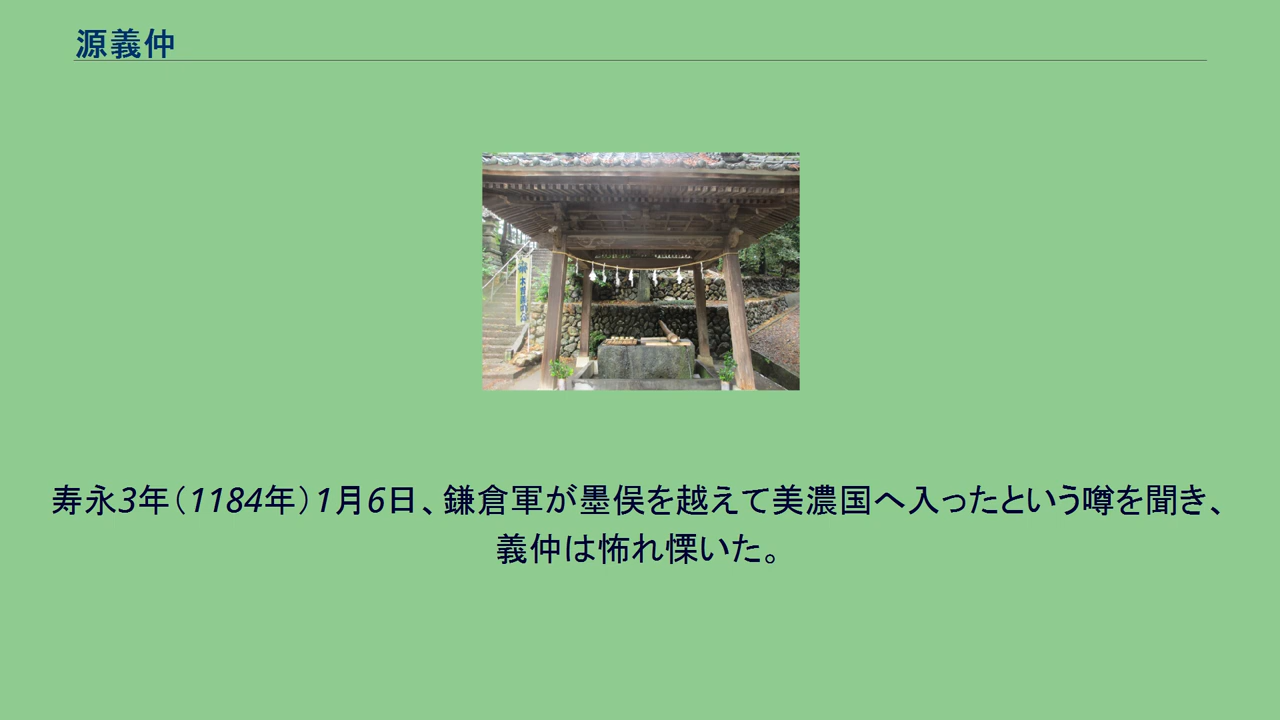 源義仲
寿永3年（1184年）1月6日、鎌倉軍が墨俣を越えて美濃国へ入ったという噂を聞き、
義仲は怖れ慄いた。